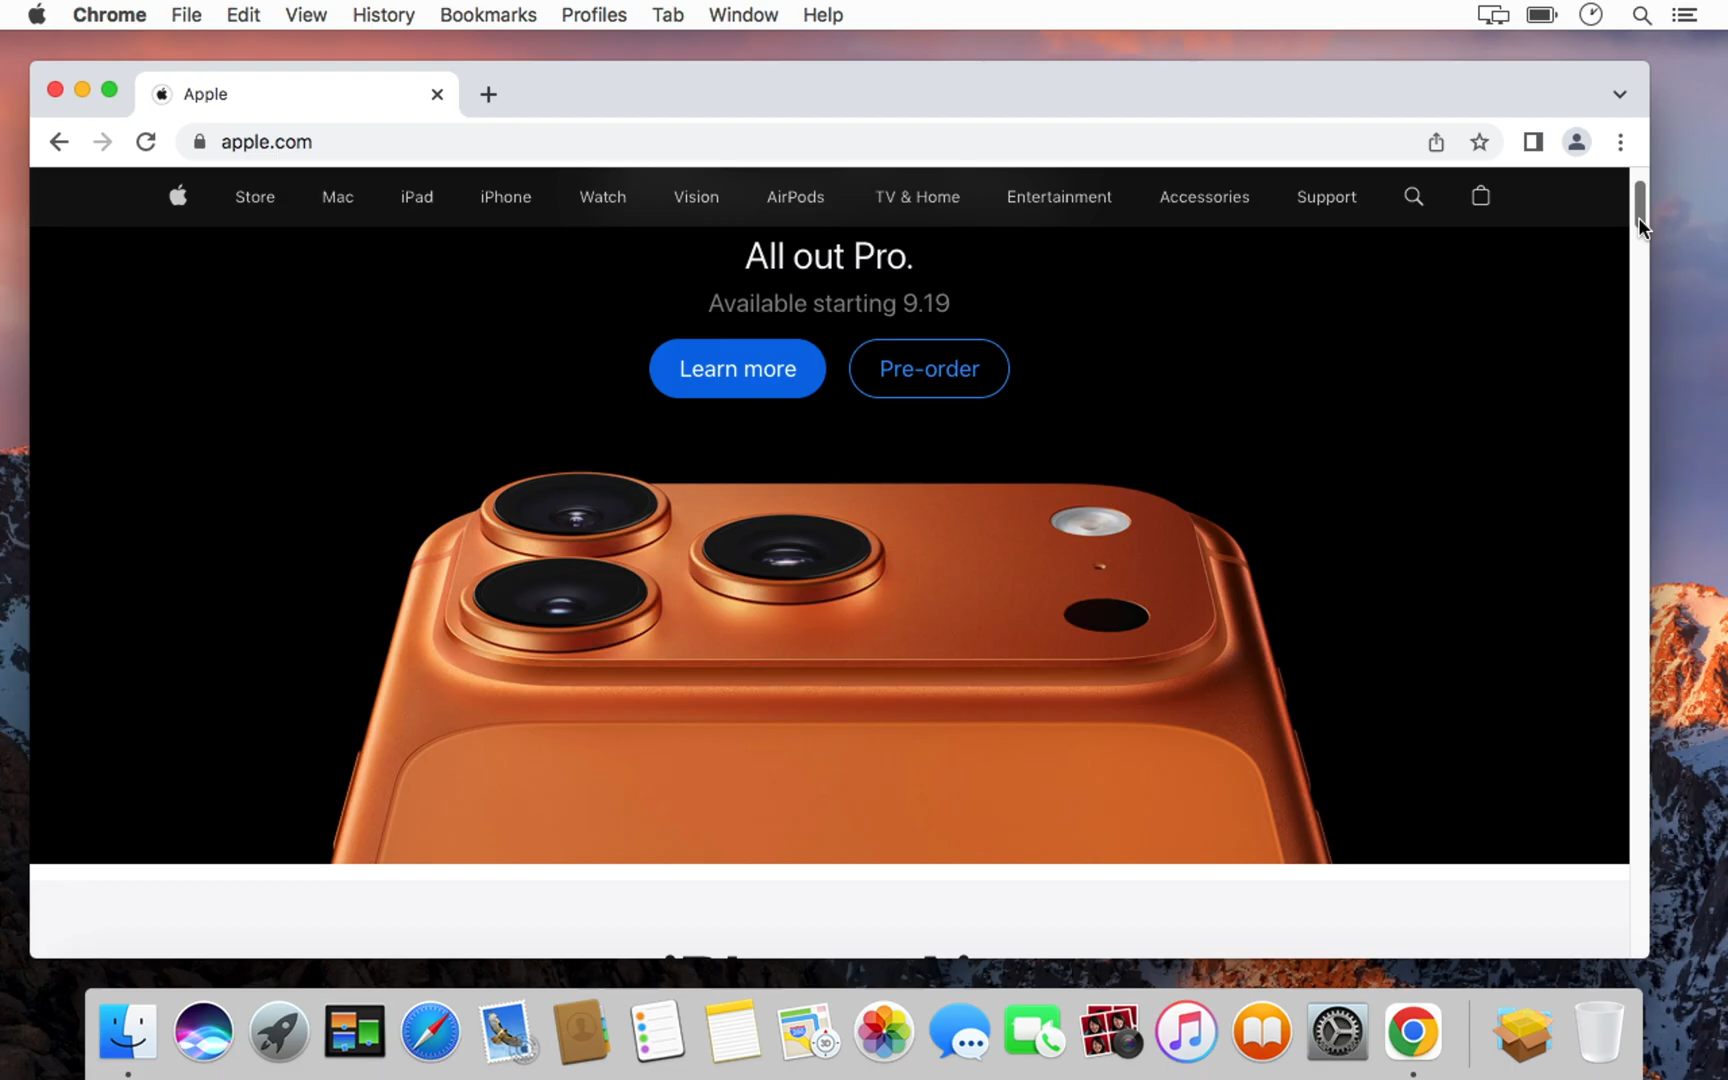 Chrome File Edit View History Bookmarks Profiles Tab Window Help
Apple
apple.com
Store Mac iPad iPhone Watch Vision AirPods TV & Home Entertainment Accessories Support
All out Pro.
Available starting 9.19
Learn more Pre-order